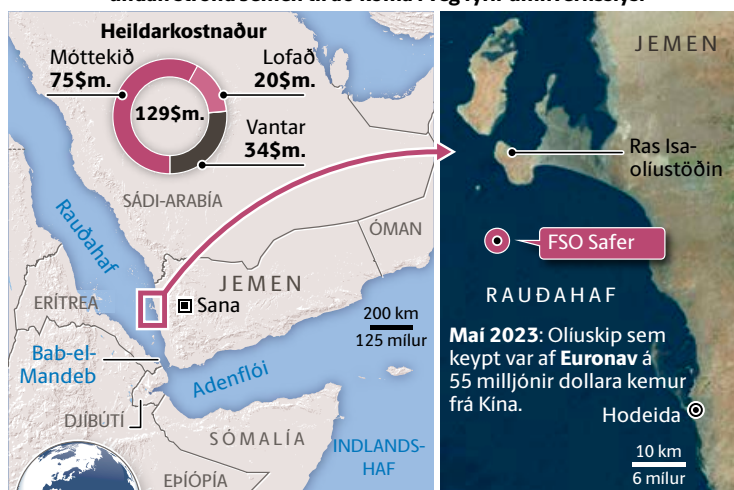 Heildarkostnaður
Móttekið
75$m.
Lofað
20$m.
129$m.
Vantar
34$m.
SÁDI-ARABÍA
Rauðahaf
ÓMAN
JEMEN
Sana
ERÍTREA
200 km
125 mílur
Bab-el-
Mandeb
Adenflói
DJÍBÚTÍ
SÓMALÍA
INDLANDS-
HAF
EÞÍÓPÍA
JEMEN
Ras Isa-
olíustöðin
FSO Safer
RAUÐAHAF
Maí 2023: Olíuskip sem
keypt var af Euronav á
55 milljónir dollara kemur
frá Kína.
Hodeida
10 km
6 mílur